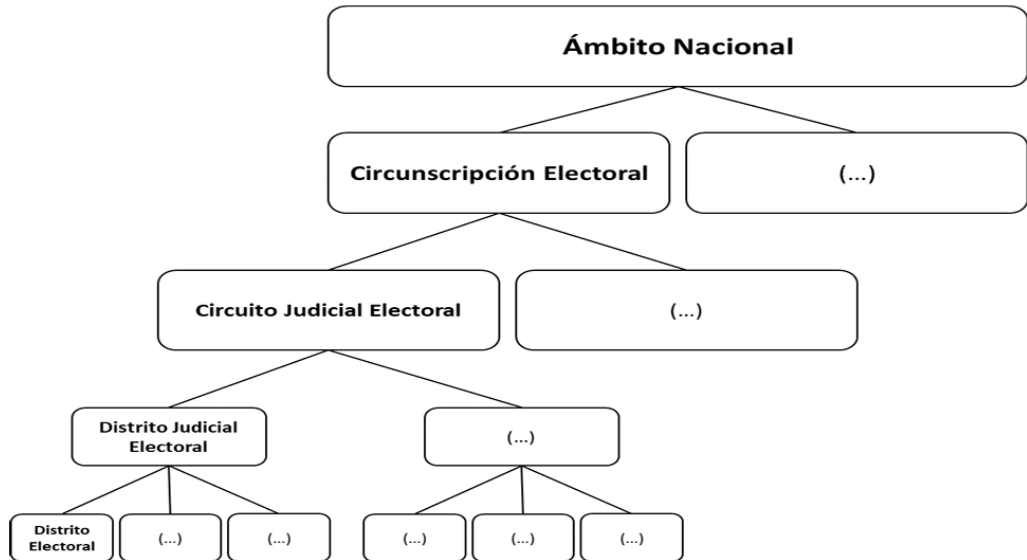 Ámbito Nacional
Circunscripción Electoral
(...)
Circuito Judicial Electoral
(...)
Distrito Judicial
Electoral
(...)
Distrito
Electoral
(...)
(...)
(...)
(...)
(...)